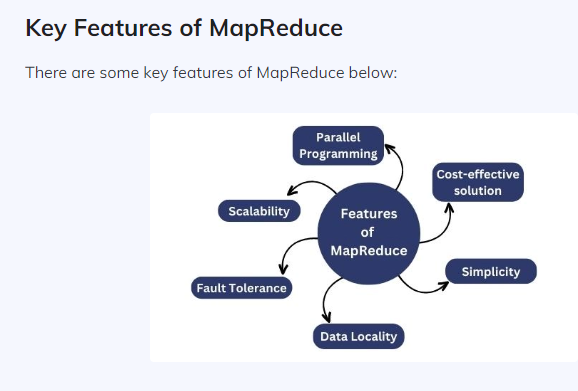 Key Features of MapReduce
There are some key features of MapReduce below:
Parallel
Programming
Cost-effective
solution
Scalability
Features
of
MapReduce
Simplicity
Fault Tolerance
Data Locality